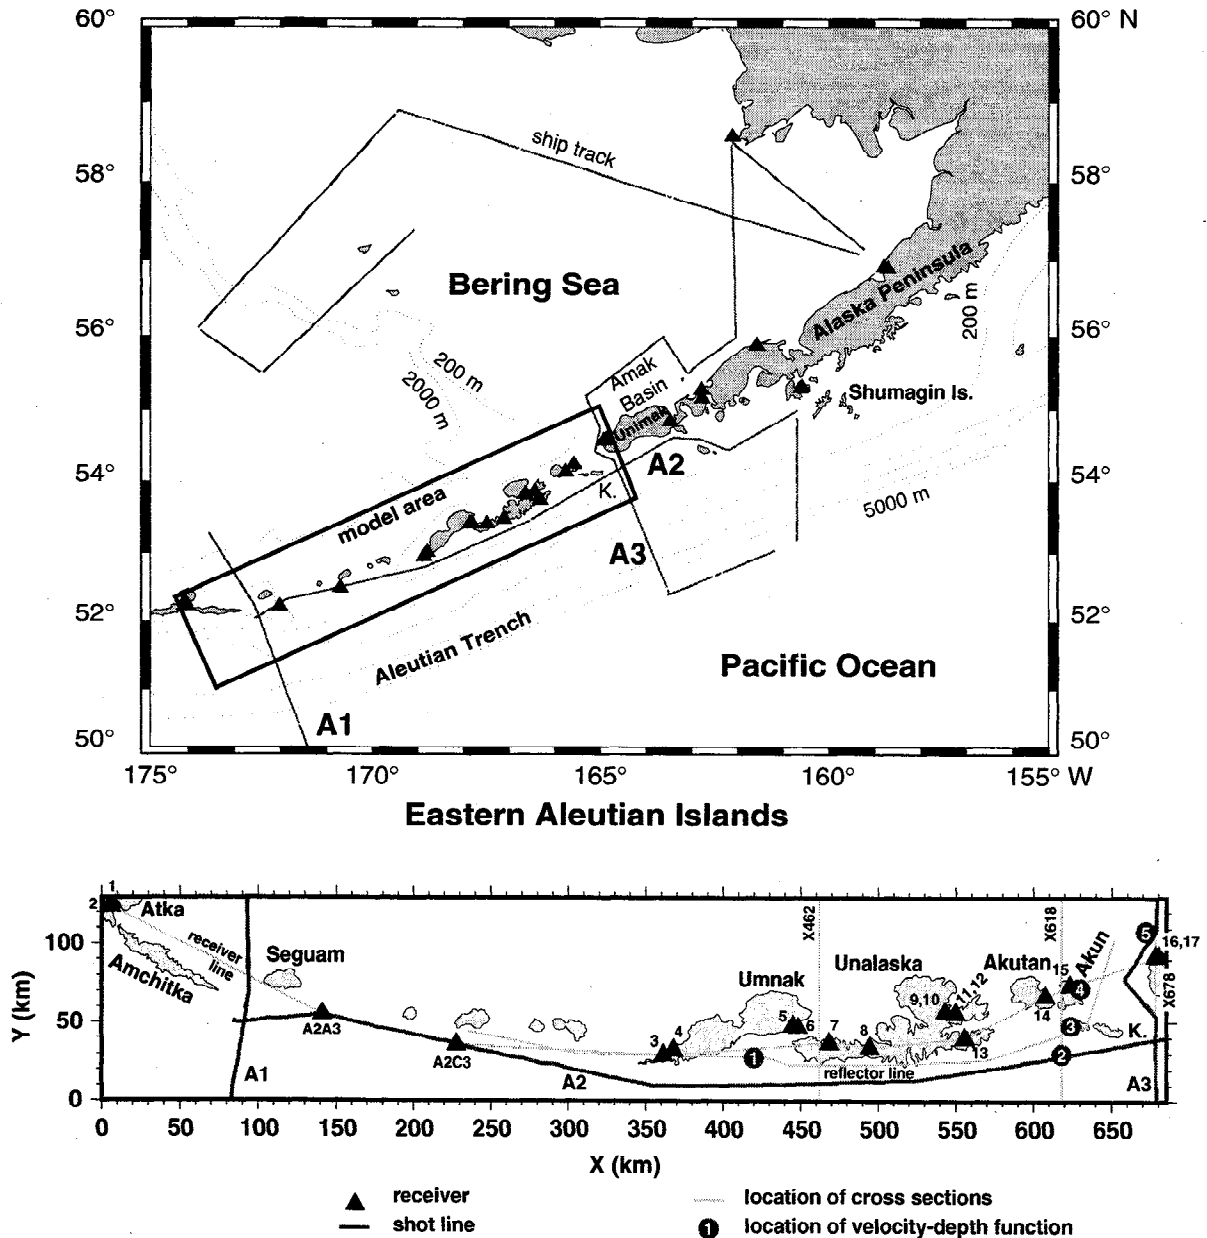 60°
60° N
ship track
58°
58°
Bering Sea
Alaska Peninsula
200 m
56°
56°
200 m
2000 m
Amak
Basin
Shumagin Is.
Unimak
A2
54°
54°
K.
model area
5000 m
A3
52°
52°
Aleutian Trench
Pacific Ocean
A1
50°
50°
175°
170°
165°
160°
155° W
Eastern Aleutian Islands
1
2
Atka
receiver
line
Amchitka
Seguam
A2A3
A2C3
A1
A2
3
4
Umnak
5
6
1
X462
7
Unalaska
8
9,10
11,12
13
reflector line
Akutan
14
15
X618
Akun
4
3
2
5
16,17
X678
K.
A3
100
50
0
Y (km)
0 50 100 150 200 250 300 350 400 450 500 550 600 650
X (km)
receiver
location of cross sections
shot line
1 location of velocity-depth function